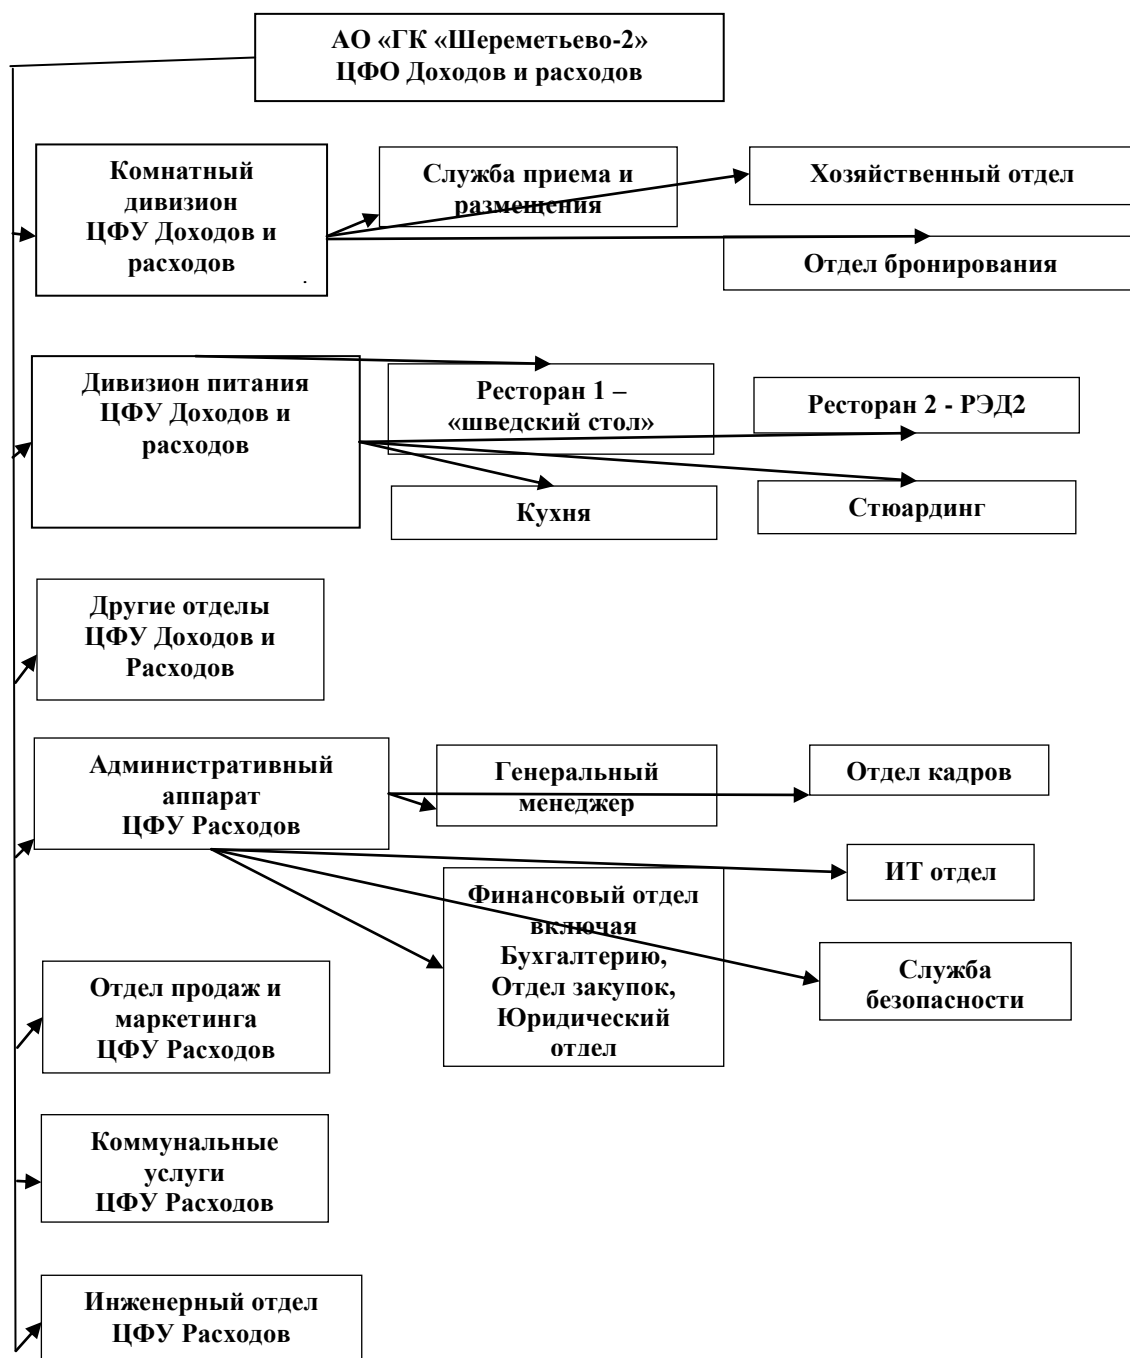 АО «ГК «Шереметьево-2»
ЦФО Доходов и расходов
Комнатный
дивизион
ЦФУ Доходов и
расходов
.
Служба приема и
размещения
Хозяйственный отдел
Отдел бронирования
Дивизион питания
ЦФУ Доходов и
расходов
Ресторан 1 –
«шведский стол»
Ресторан 2 - РЭД2
Кухня
Стюардинг
Другие отделы
ЦФУ Доходов и
Расходов
Административный
аппарат
ЦФУ Расходов
Генеральный
менеджер
Отдел кадров
ИТ отдел
Финансовый отдел
включая
Бухгалтерию,
Отдел закупок,
Юридический
отдел
Служба
безопасности
Отдел продаж и
маркетинга
ЦФУ Расходов
Коммунальные
услуги
ЦФУ Расходов
Инженерный отдел
ЦФУ Расходов